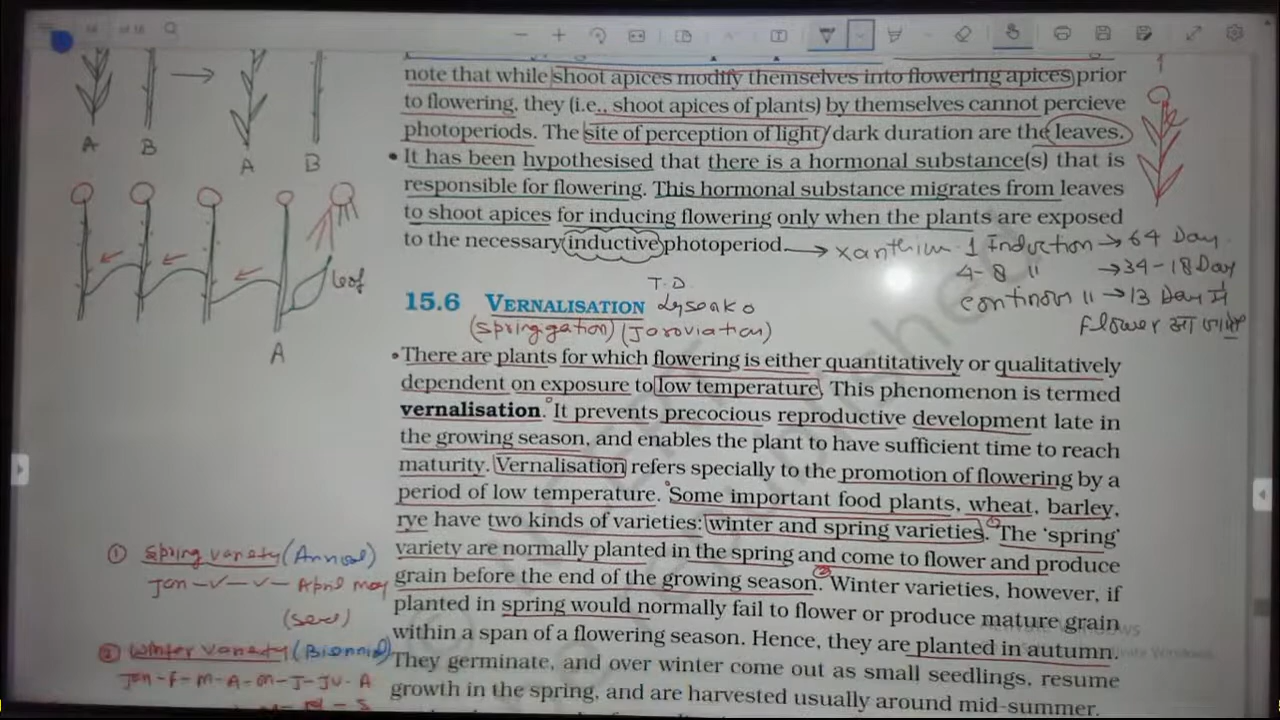 note that while shoot apices modify themselves into flowering apices prior
to flowering, they (i.e., shoot apices of plants) by themselves cannot percieve
photoperiods. The site of perception of light/dark duration are the leaves.
• It has been hypothesised that there is a hormonal substance(s) that is
responsible for flowering. This hormonal substance migrates from leaves
to shoot apices for inducing flowering only when the plants are exposed
to the necessary inductive photoperiod. → xanthium 1 Induction → 64 Day
4-8 " → 34-18 Day
" → 13 Day
Flower
A B A B
leaf
A
T.D
15.6 VERNALISATION Lysenko
(Springigation) (Jaroviation)
• There are plants for which flowering is either quantitatively or qualitatively
dependent on exposure to low temperature. This phenomenon is termed
vernalisation. It prevents precocious reproductive development late in
the growing season, and enables the plant to have sufficient time to reach
maturity. Vernalisation refers specially to the promotion of flowering by a
period of low temperature. Some important food plants, wheat, barley,
rye have two kinds of varieties: winter and spring varieties. The ‘spring’
variety are normally planted in the spring and come to flower and produce
grain before the end of the growing season. Winter varieties, however, if
planted in spring would normally fail to flower or produce mature grain
within a span of a flowering season. Hence, they are planted in autumn.
They germinate, and over winter come out as small seedlings, resume
growth in the spring, and are harvested usually around mid-summer.
① Spring variety (Annual)
Jan - v - v - April may
② Winter variety
Jan - F - M - A - m - J - Ju - A